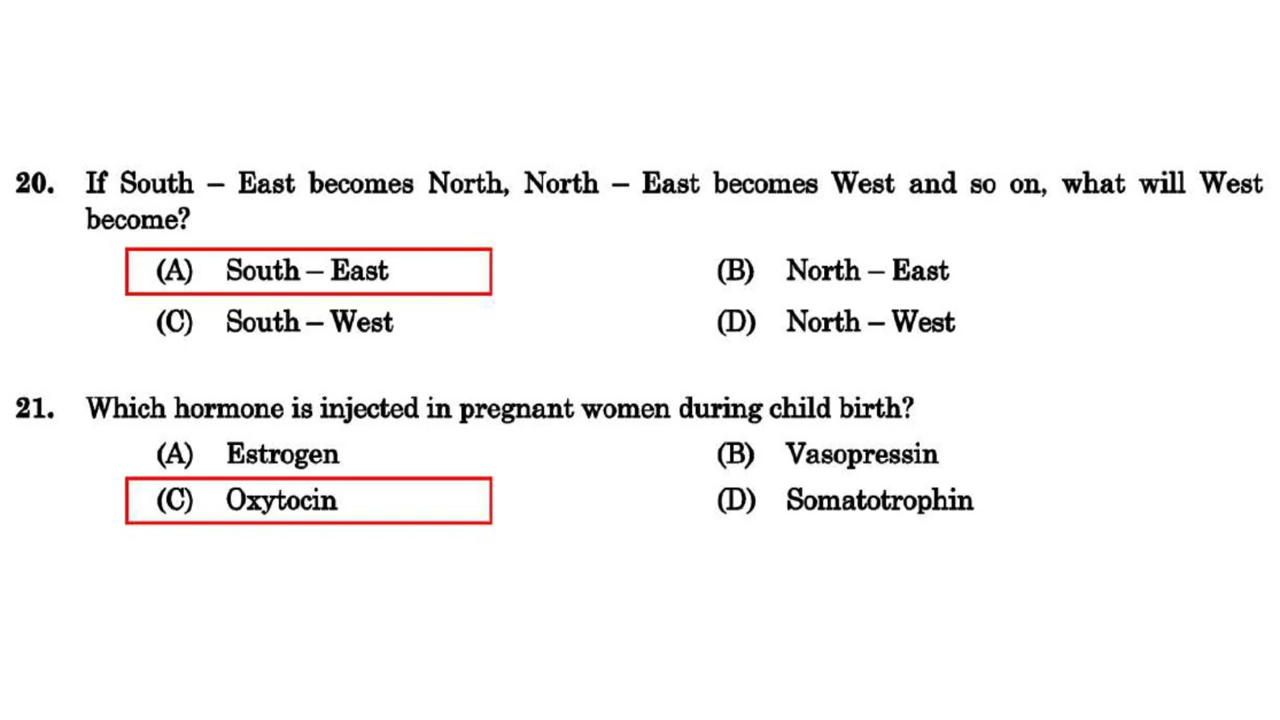 20. If South – East becomes North, North – East becomes West and so on, what will West
become?
(A) South – East (B) North – East
(C) South – West (D) North – West
21. Which hormone is injected in pregnant women during child birth?
(A) Estrogen (B) Vasopressin
(C) Oxytocin (D) Somatotrophin